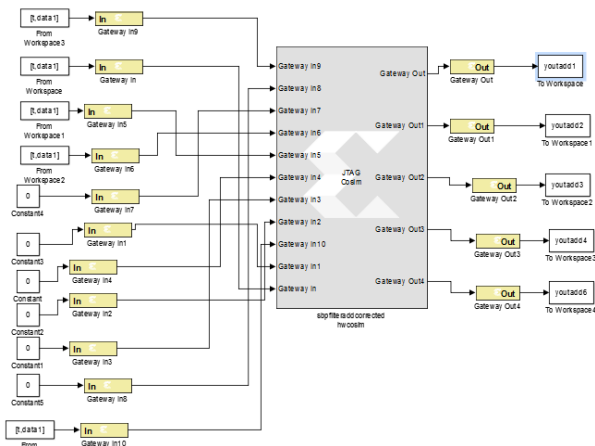 [t,data1]
In
Gateway In9
From
Workspace3
[t,data1]
In
Gateway In
From
Workspace
[t,data1]
In
Gateway In5
From
Workspace1
[t,data1]
In
Gateway In6
From
Workspace2
0
In
Gateway In7
Constant4
0
In
Gateway In1
Constant3
0
In
Gateway In4
Constant
0
In
Gateway In2
Constant2
0
In
Gateway In3
Constant1
0
In
Gateway In8
Constant5
[t,data1]
In
Gateway In10
From
Gateway In9
Gateway In8
Gateway In7
Gateway In6
Gateway In5
Gateway In4
Gateway In3
Gateway In2
Gateway In10
Gateway In1
Gateway In
JTAG
Cosim
Gateway Out
Gateway Out1
Gateway Out2
Gateway Out3
Gateway Out4
sbpfilteradd corrected
hwcosim
Out
Gateway Out
youtadd1
To Workspace
Out
Gateway Out1
youtadd2
To Workspace1
Out
Gateway Out2
youtadd3
To Workspace2
Out
Gateway Out3
youtadd4
To Workspace3
Out
Gateway Out4
youtadd6
To Workspace4